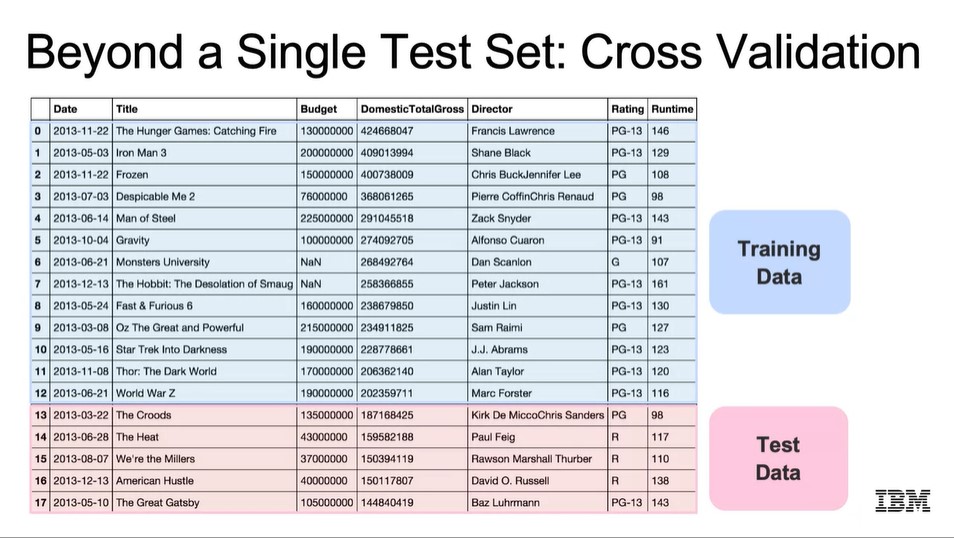 Beyond a Single Test Set: Cross Validation
Date Title Budget DomesticTotalGross Director Rating Runtime
0 2013-11-22 The Hunger Games: Catching Fire 130000000 424668047 Francis Lawrence PG-13 146
1 2013-05-03 Iron Man 3 200000000 409013994 Shane Black PG-13 129
2 2013-11-22 Frozen 150000000 400738009 Chris BuckJennifer Lee PG 108
3 2013-07-03 Despicable Me 2 76000000 368061265 Pierre CoffinChris Renaud PG 98
4 2013-06-14 Man of Steel 225000000 291045518 Zack Snyder PG-13 143
5 2013-10-04 Gravity 100000000 274092705 Alfonso Cuaron PG-13 91
6 2013-06-21 Monsters University NaN 268492764 Dan Scanlon G 107
7 2013-12-13 The Hobbit: The Desolation of Smaug NaN 258366855 Peter Jackson PG-13 161
8 2013-05-24 Fast & Furious 6 160000000 238679850 Justin Lin PG-13 130
9 2013-03-08 Oz The Great and Powerful 215000000 234911825 Sam Raimi PG 127
10 2013-05-16 Star Trek Into Darkness 190000000 228778661 J.J. Abrams PG-13 123
11 2013-11-08 Thor: The Dark World 170000000 206362140 Alan Taylor PG-13 120
12 2013-06-21 World War Z 190000000 202359711 Marc Forster PG-13 116
13 2013-03-22 The Croods 135000000 187168425 Kirk De MiccoChris Sanders PG 98
14 2013-06-28 The Heat 43000000 159582188 Paul Feig R 117
15 2013-08-07 We're the Millers 37000000 150394119 Rawson Marshall Thurber R 110
16 2013-12-13 American Hustle 40000000 150117807 David O. Russell R 138
17 2013-05-10 The Great Gatsby 105000000 144840419 Baz Luhrmann PG-13 143
Training
Data
Test
Data
IBM